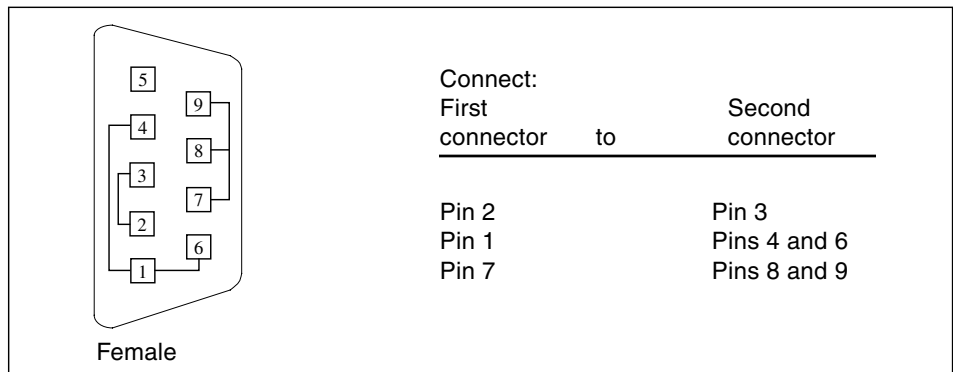 5
9
4
8
3
7
2
6
1
Female
Connect:
First Second
connector to connector
Pin 2 Pin 3
Pin 1 Pins 4 and 6
Pin 7 Pins 8 and 9